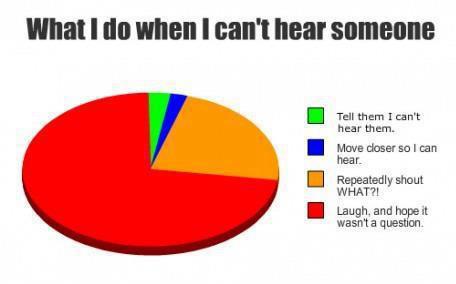 What I do when I can't hear someone
Tell them I can't
hear them.
Move closer so I can
hear.
Repeatedly shout
WHAT?!
Laugh, and hope it
wasn't a question.